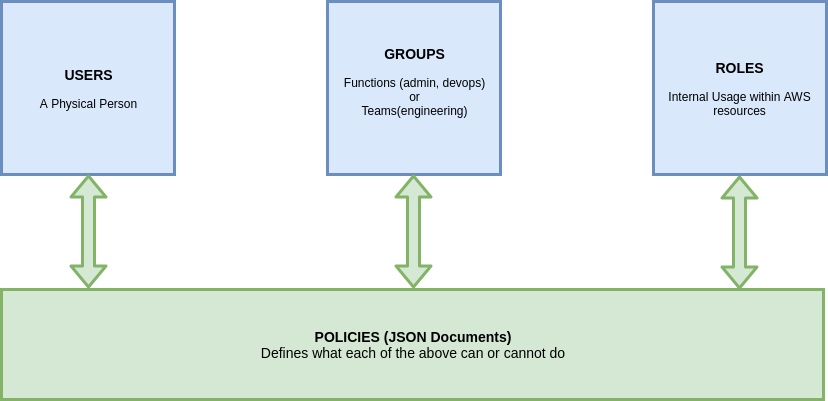 USERS
A Physical Person
GROUPS
Functions (admin, devops)
or
Teams(engineering)
ROLES
Internal Usage within AWS
resources
POLICIES (JSON Documents)
Defines what each of the above can or cannot do